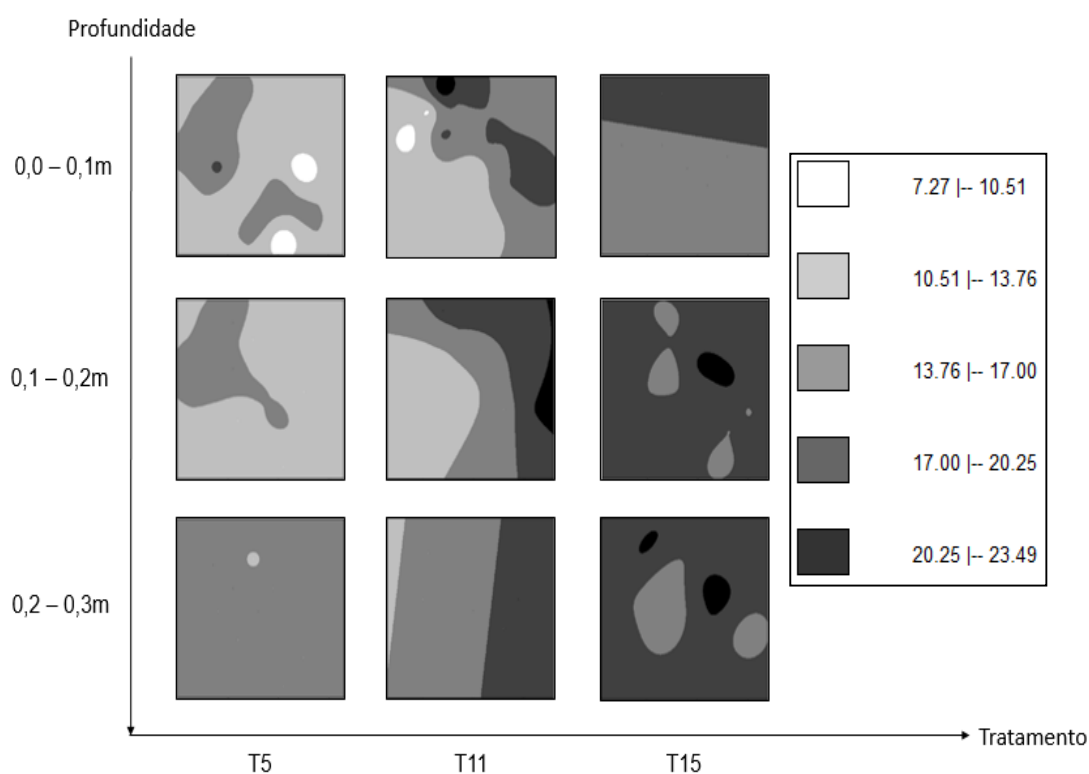 Profundidade
0,0 – 0,1m
0,1 – 0,2m
0,2 – 0,3m
7.27 |-- 10.51
10.51 |-- 13.76
13.76 |-- 17.00
17.00 |-- 20.25
20.25 |-- 23.49
Tratamento
T5
T11
T15